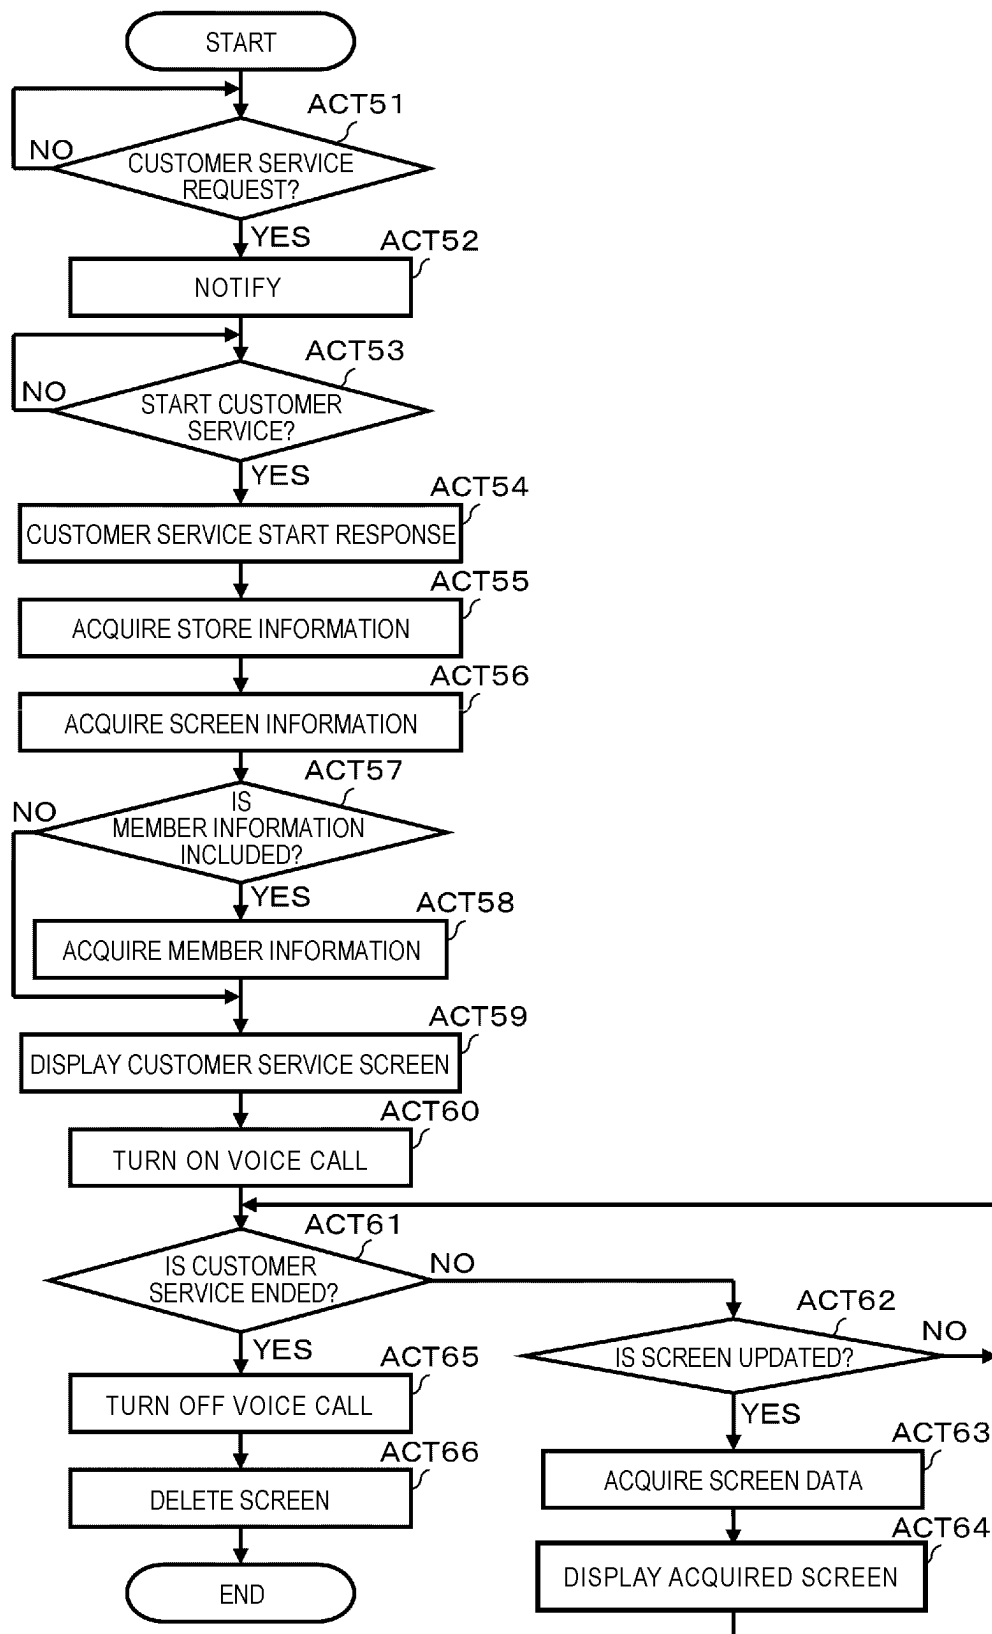 START
ACT51
NO
CUSTOMER SERVICE
REQUEST?
YES
ACT52
NOTIFY
ACT53
NO
START CUSTOMER
SERVICE?
YES
ACT54
CUSTOMER SERVICE START RESPONSE
ACT55
ACQUIRE STORE INFORMATION
ACT56
ACQUIRE SCREEN INFORMATION
ACT57
NO
IS
MEMBER INFORMATION
INCLUDED?
YES
ACT58
ACQUIRE MEMBER INFORMATION
ACT59
DISPLAY CUSTOMER SERVICE SCREEN
ACT60
TURN ON VOICE CALL
ACT61
IS CUSTOMER
SERVICE ENDED?
NO
YES
ACT62
NO
IS SCREEN UPDATED?
YES
ACT63
ACQUIRE SCREEN DATA
ACT64
DISPLAY ACQUIRED SCREEN
ACT65
TURN OFF VOICE CALL
ACT66
DELETE SCREEN
END